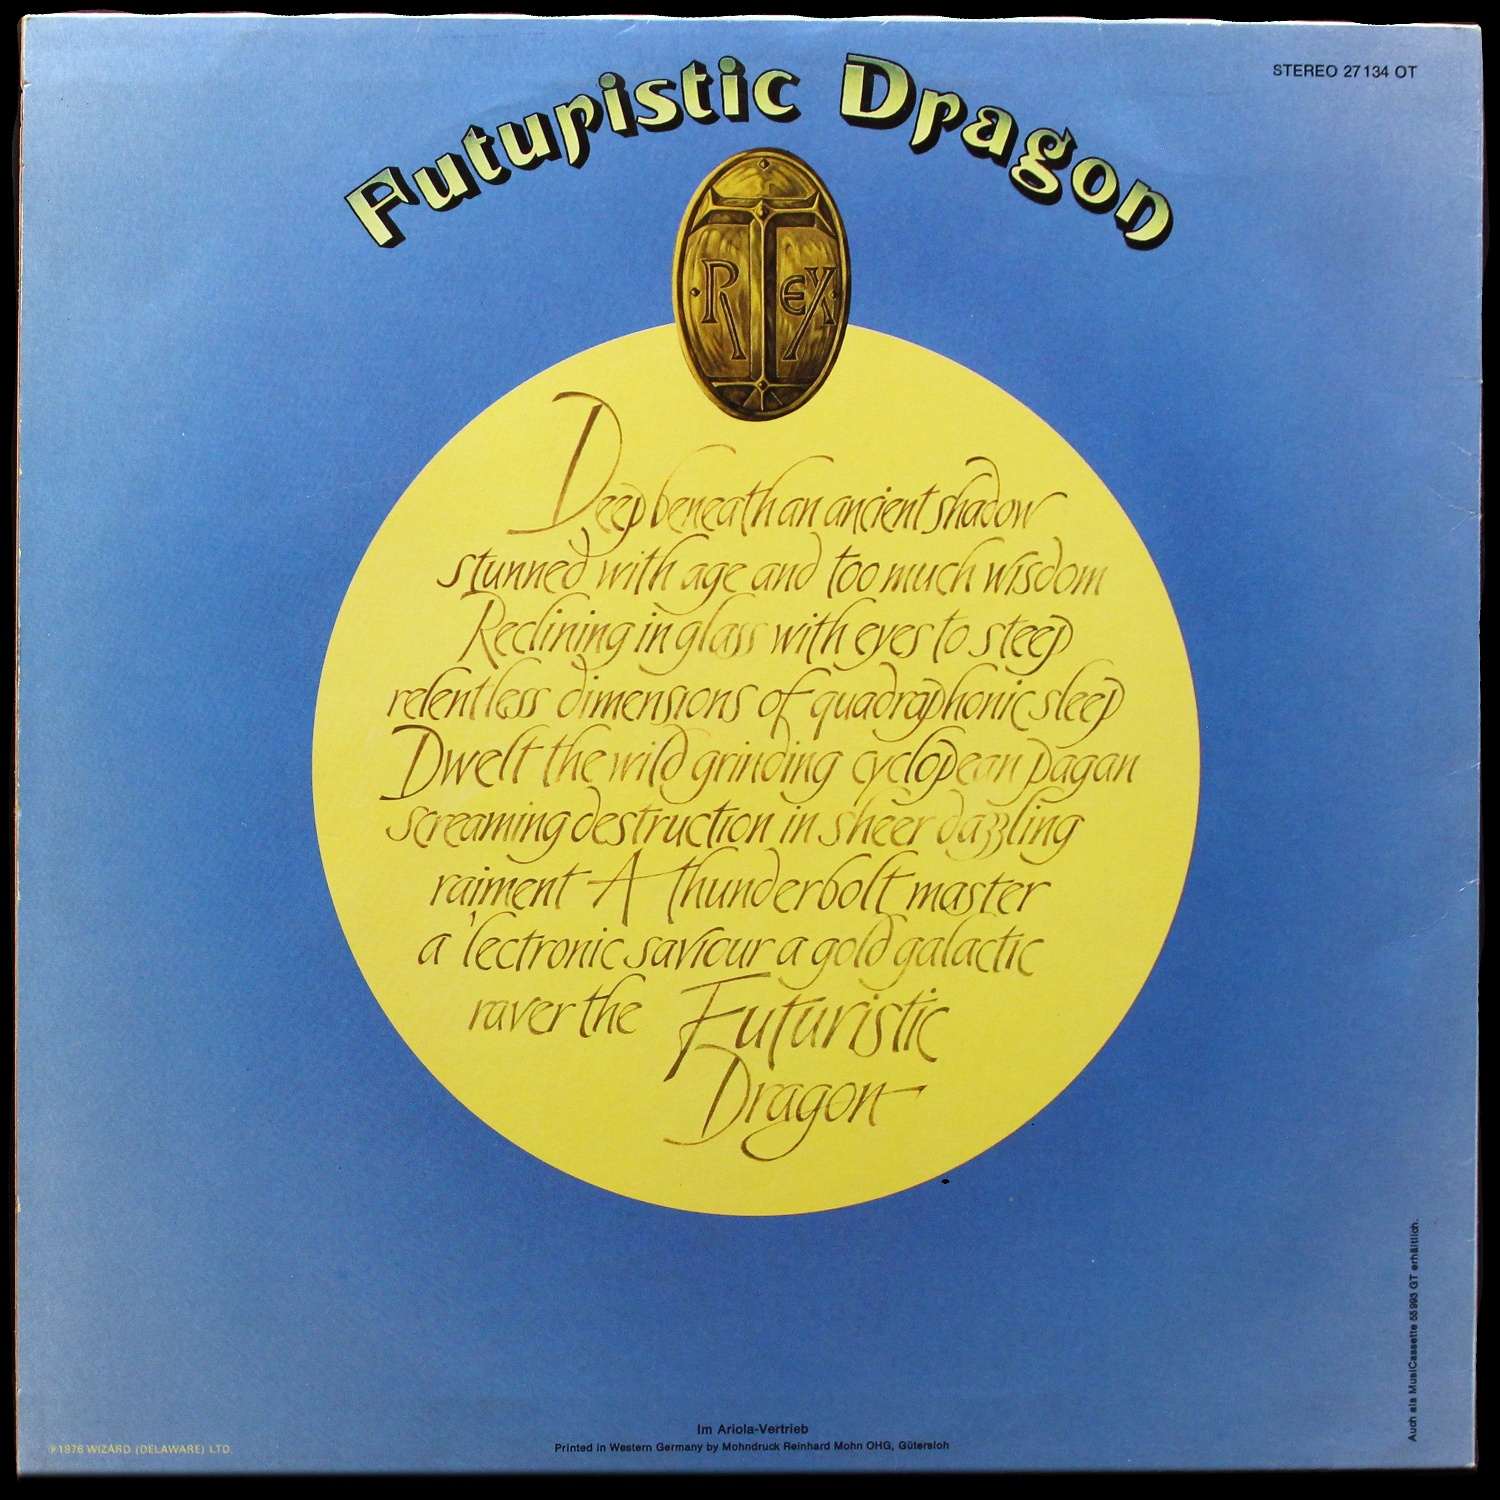 Futuristic Dragon
STEREO 27 134 OT
T
R EX
Deep beneath an ancient shadow
stunned with age and too much wisdom
Reclining in glass with eyes to steep
relentless dimensions of quadraphonic sleep
Dwelt the wild grinding cyclopean pagan
screaming destruction in sheer dazzling
raiment A thunderbolt master
a 'lectronic saviour a gold galactic
raver the Futuristic
Dragon
Auch als MusiCassette 55 993 GT erhältlich.
Im Ariola-Vertrieb
Printed in Western Germany by Mohndruck Reinhard Mohn OHG, Gütersloh
℗ 1976 WIZARD (DELAWARE) LTD.